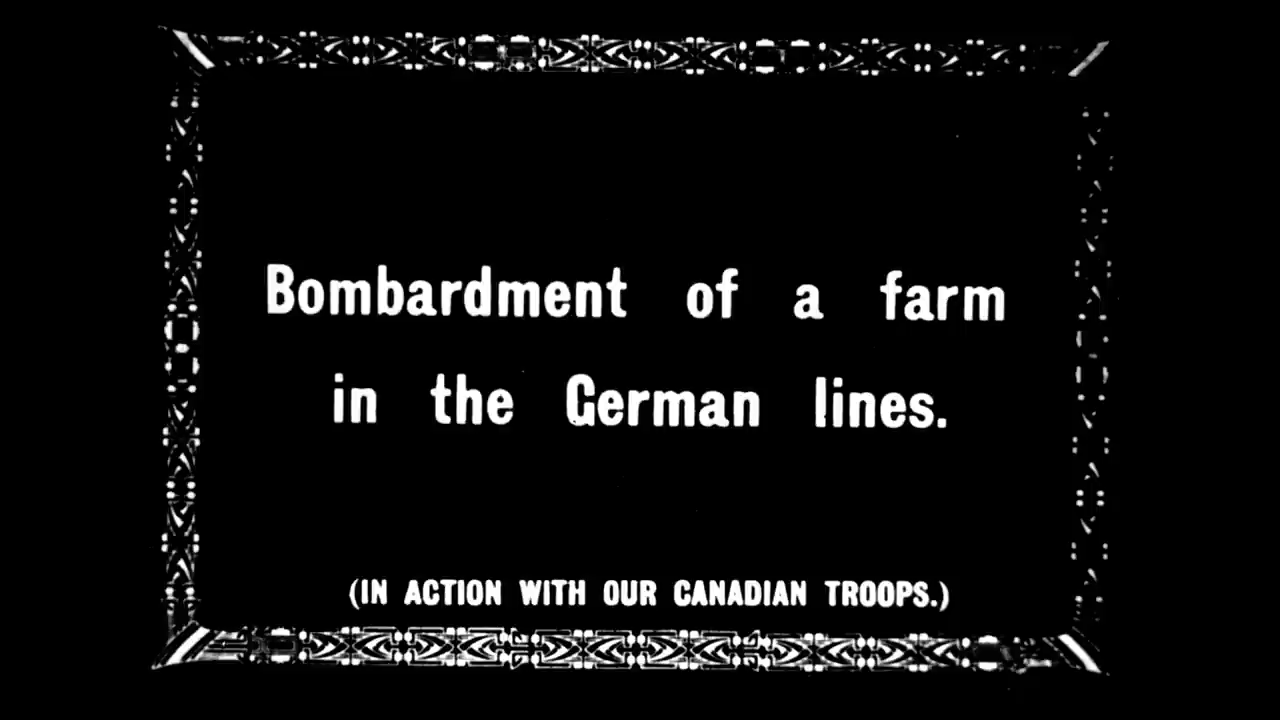 Bombardment of a farm
in the German lines.
(IN ACTION WITH OUR CANADIAN TROOPS.)